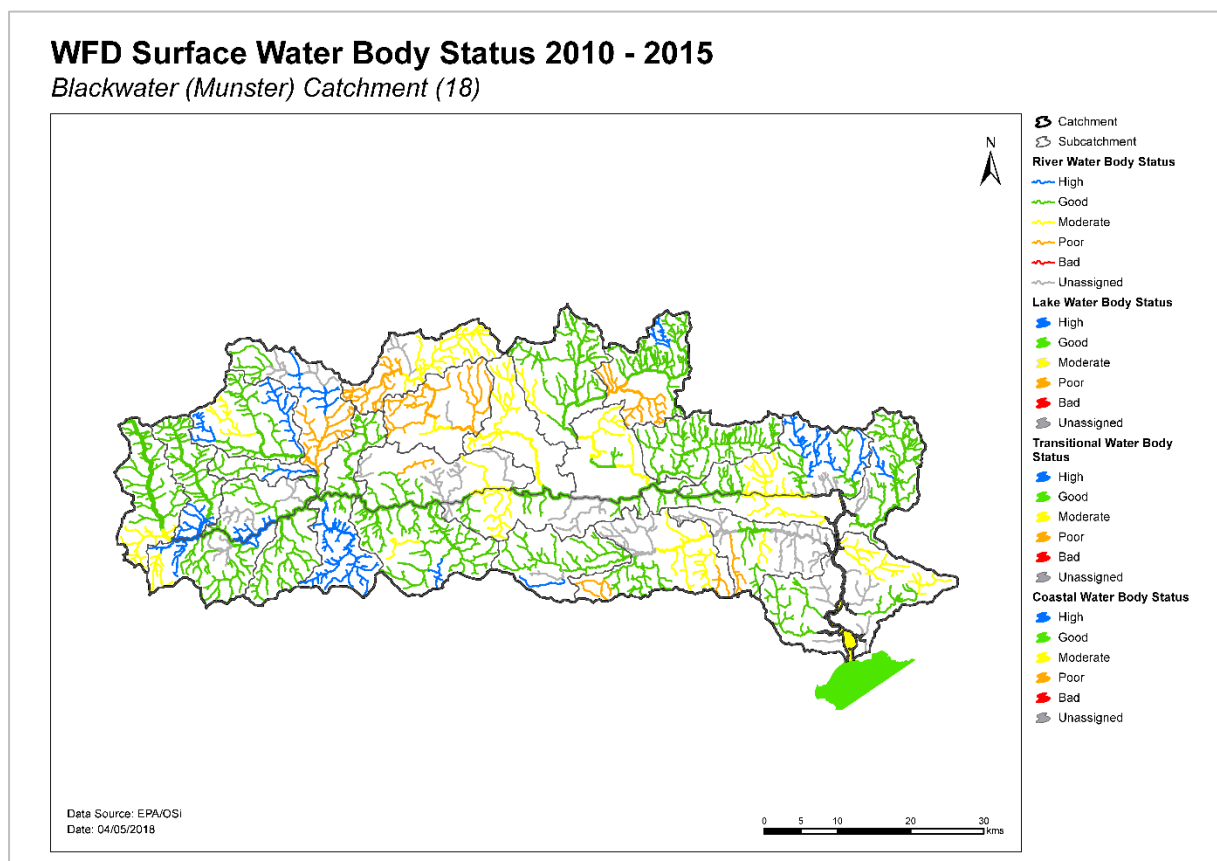 WFD Surface Water Body Status 2010 - 2015
Blackwater (Munster) Catchment (18)
N
Catchment
Subcatchment
River Water Body Status
High
Good
Moderate
Poor
Bad
Unassigned
Lake Water Body Status
High
Good
Moderate
Poor
Bad
Unassigned
Transitional Water Body
Status
High
Good
Moderate
Poor
Bad
Unassigned
Coastal Water Body Status
High
Good
Moderate
Poor
Bad
Unassigned
Data Source: EPA/OSi
Date: 04/05/2018
0 5 10 20 30
kms